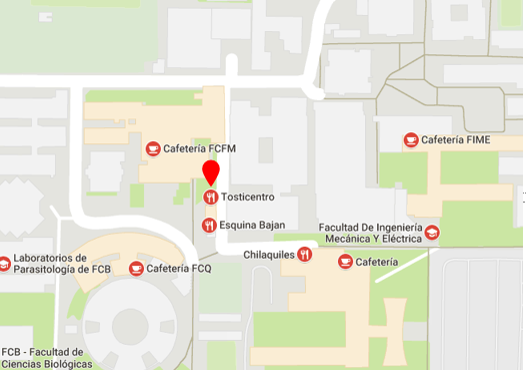 Cafetería FIME
Cafetería FCFM
Tosticentro
Esquina Bajan
Facultad De Ingeniería
Mecánica Y Eléctrica
Chilaquiles
Cafetería
Laboratorios de
Parasitología de FCB
Cafetería FCQ
FCB - Facultad de
Ciencias Biológicas